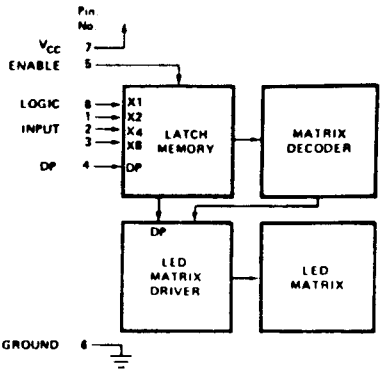 Pin
No.
VCC 7
ENABLE 5
LOGIC 8 X1
1 X2
INPUT 2 X4
3 X8
DP 4 DP
LATCH
MEMORY
MATRIX
DECODER
DP
LED
MATRIX
DRIVER
LED
MATRIX
GROUND 6